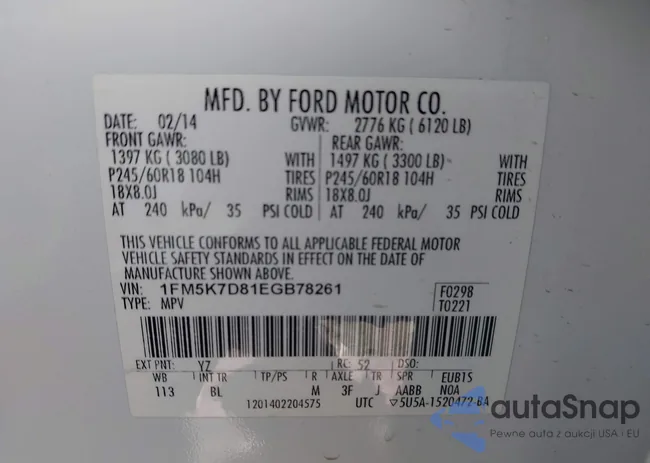 MFD. BY FORD MOTOR CO.
DATE: 02/14 GVWR: 2776 KG ( 6120 LB)
FRONT GAWR: REAR GAWR:
1397 KG ( 3080 LB) WITH 1497 KG ( 3300 LB) WITH
P245/60R18 104H TIRES P245/60R18 104H TIRES
18X8.0J RIMS 18X8.0J RIMS
AT 240 kPa/ 35 PSI COLD AT 240 kPa/ 35 PSI COLD
THIS VEHICLE CONFORMS TO ALL APPLICABLE FEDERAL MOTOR
VEHICLE SAFETY STANDARDS IN EFFECT ON THE DATE OF
MANUFACTURE SHOWN ABOVE.
VIN: 1FM5K7D81EGB78261 F0298
TYPE: MPV T0221
EXT PNT: YZ RC: 52 DSO:
WB INT TR TP/PS R AXLE TR SPR EUB15
113 BL M 3F J AABB NOA
1201402204575 UTC ▽5U5A-1520472-BA
autaSnap
Pewne auta z aukcji USA i EU